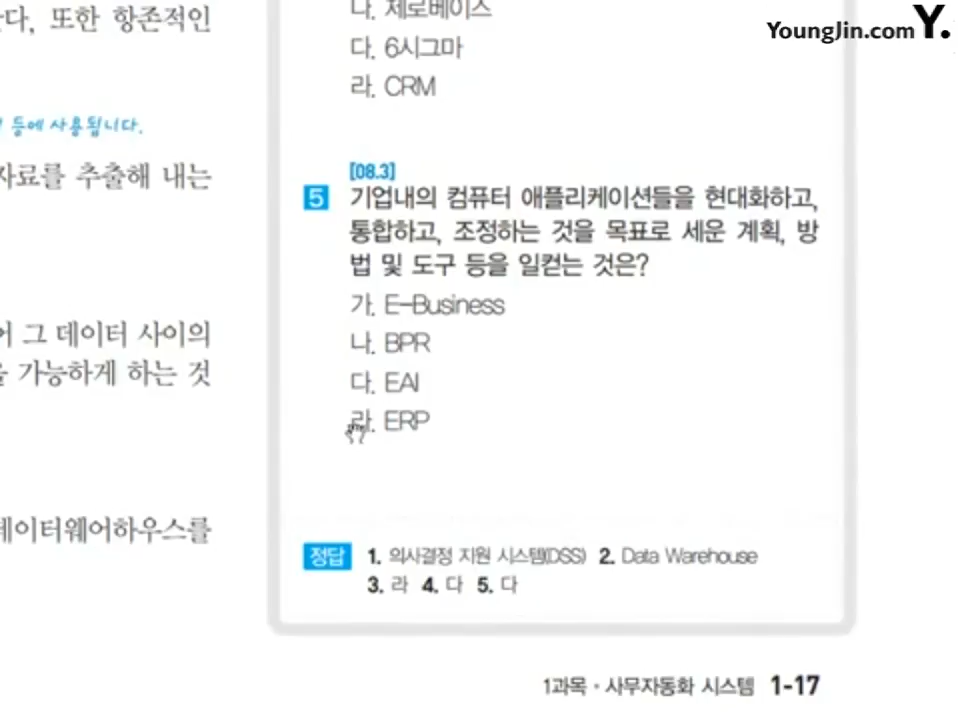 YoungJin.com Y.
다, 또한 항존적인
등에 사용됩니다.
자료를 추출해 내는
그 데이터 사이의
가능하게 하는 것
데이터웨어하우스를
나. 제로베이스
다. 6시그마
라. CRM
[08.3]
5 기업내의 컴퓨터 애플리케이션들을 현대화하고,
통합하고, 조정하는 것을 목표로 세운 계획, 방
법 및 도구 등을 일컫는 것은?
가. E-Business
나. BPR
다. EAI
라. ERP
정답 1. 의사결정 지원 시스템(DSS) 2. Data Warehouse
3. 라 4. 다 5. 다
1과목 · 사무자동화 시스템 1-17